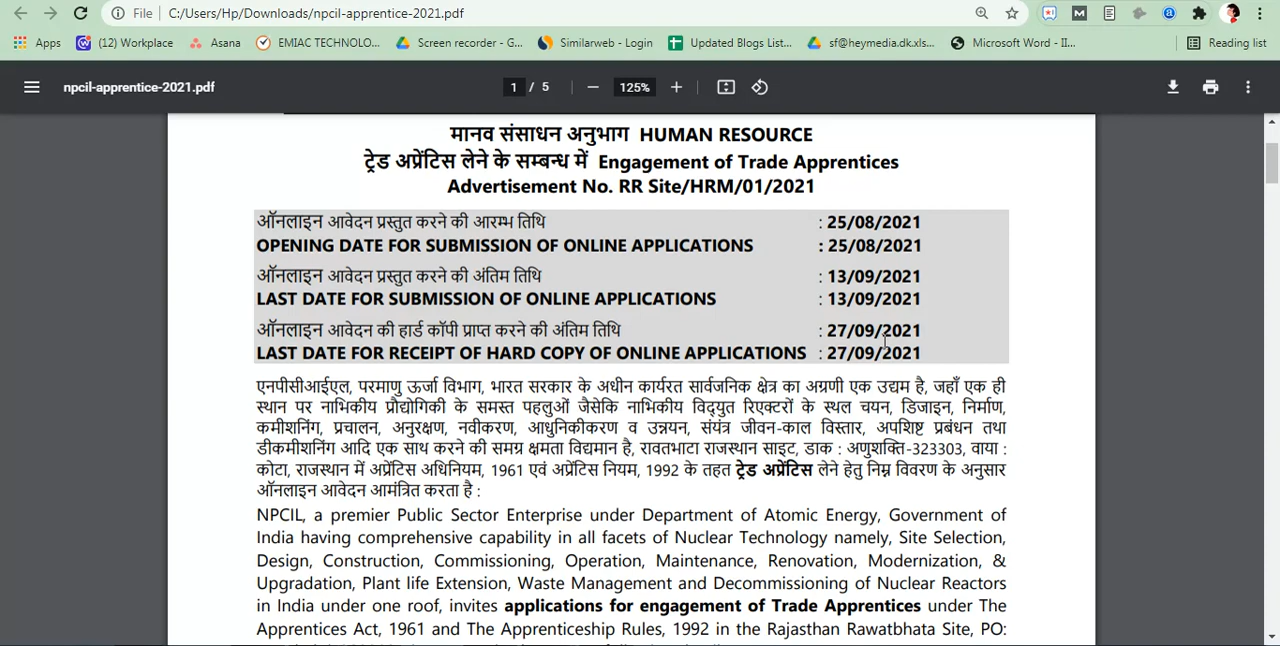 File C:/Users/Hp/Downloads/npcil-apprentice-2021.pdf
Apps (12) Workplace Asana EMIAC TECHNOLO... Screen recorder - G... Similarweb - Login Updated Blogs List... sf@heymedia.dk.xls... Microsoft Word - II... Reading list
npcil-apprentice-2021.pdf 1 / 5 125%
मानव संसाधन अनुभाग HUMAN RESOURCE
ट्रेड अप्रेंटिस लेने के सम्बन्ध में Engagement of Trade Apprentices
Advertisement No. RR Site/HRM/01/2021
ऑनलाइन आवेदन प्रस्तुत करने की आरम्भ तिथि : 25/08/2021
OPENING DATE FOR SUBMISSION OF ONLINE APPLICATIONS : 25/08/2021
ऑनलाइन आवेदन प्रस्तुत करने की अंतिम तिथि : 13/09/2021
LAST DATE FOR SUBMISSION OF ONLINE APPLICATIONS : 13/09/2021
ऑनलाइन आवेदन की हार्ड कॉपी प्राप्त करने की अंतिम तिथि : 27/09/2021
LAST DATE FOR RECEIPT OF HARD COPY OF ONLINE APPLICATIONS : 27/09/2021
एनपीसीआईएल, परमाणु ऊर्जा विभाग, भारत सरकार के अधीन कार्यरत सार्वजनिक क्षेत्र का अग्रणी एक उद्यम है, जहाँ एक ही
स्थान पर नाभिकीय प्रौद्योगिकी के समस्त पहलुओं जैसेकि नाभिकीय विद्युत रिएक्टरों के स्थल चयन, डिजाइन, निर्माण,
कमीशनिंग, प्रचालन, अनुरक्षण, नवीकरण, आधुनिकीकरण व उन्नयन, संयंत्र जीवन-काल विस्तार, अपशिष्ट प्रबंधन तथा
डीकमीशनिंग आदि एक साथ करने की समग्र क्षमता विद्यमान है, रावतभाटा राजस्थान साइट, डाक : अणुशक्ति-323303, वाया :
कोटा, राजस्थान में अप्रेंटिस अधिनियम, 1961 एवं अप्रेंटिस नियम, 1992 के तहत ट्रेड अप्रेंटिस लेने हेतु निम्न विवरण के अनुसार
ऑनलाइन आवेदन आमंत्रित करता है :
NPCIL, a premier Public Sector Enterprise under Department of Atomic Energy, Government of
India having comprehensive capability in all facets of Nuclear Technology namely, Site Selection,
Design, Construction, Commissioning, Operation, Maintenance, Renovation, Modernization, &
Upgradation, Plant life Extension, Waste Management and Decommissioning of Nuclear Reactors
in India under one roof, invites applications for engagement of Trade Apprentices under The
Apprentices Act, 1961 and The Apprenticeship Rules, 1992 in the Rajasthan Rawatbhata Site, PO: